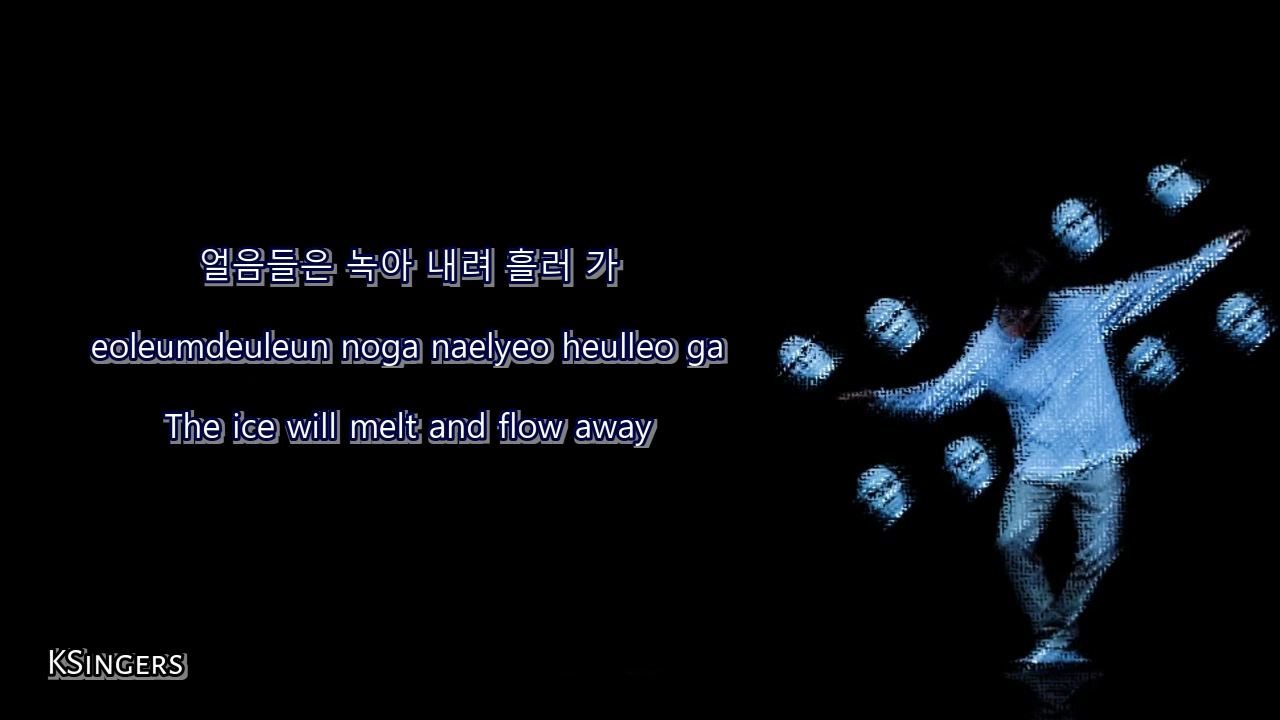 얼음들은 녹아 내려 흘러 가
eoleumdeuleun noga naelyeo heulleo ga
The ice will melt and flow away
KSINGERS